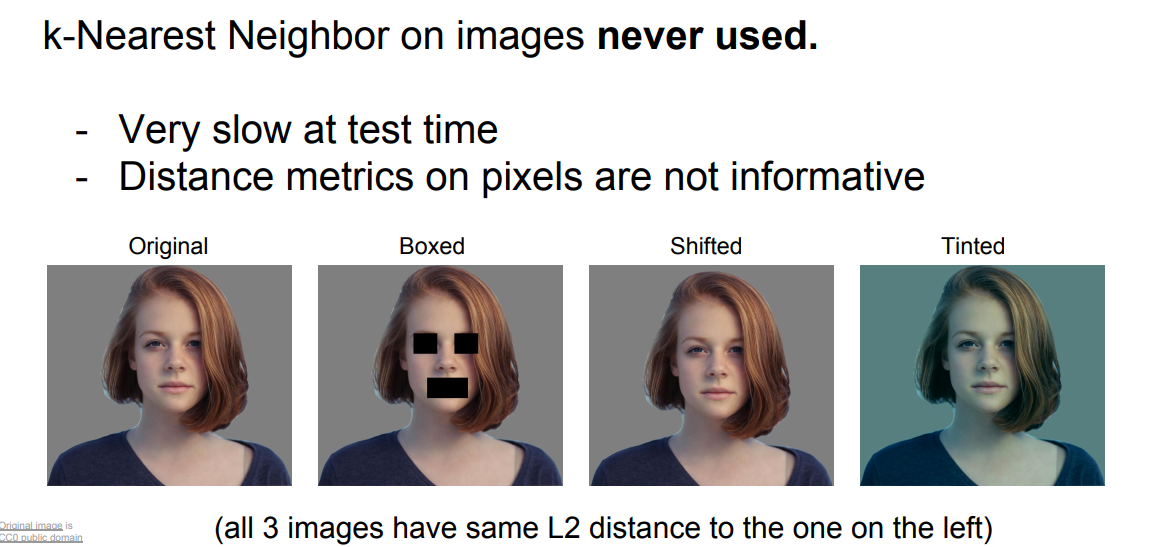 k-Nearest Neighbor on images never used.
- Very slow at test time
- Distance metrics on pixels are not informative
Original Boxed Shifted Tinted
Original image is
CC0 public domain
(all 3 images have same L2 distance to the one on the left)